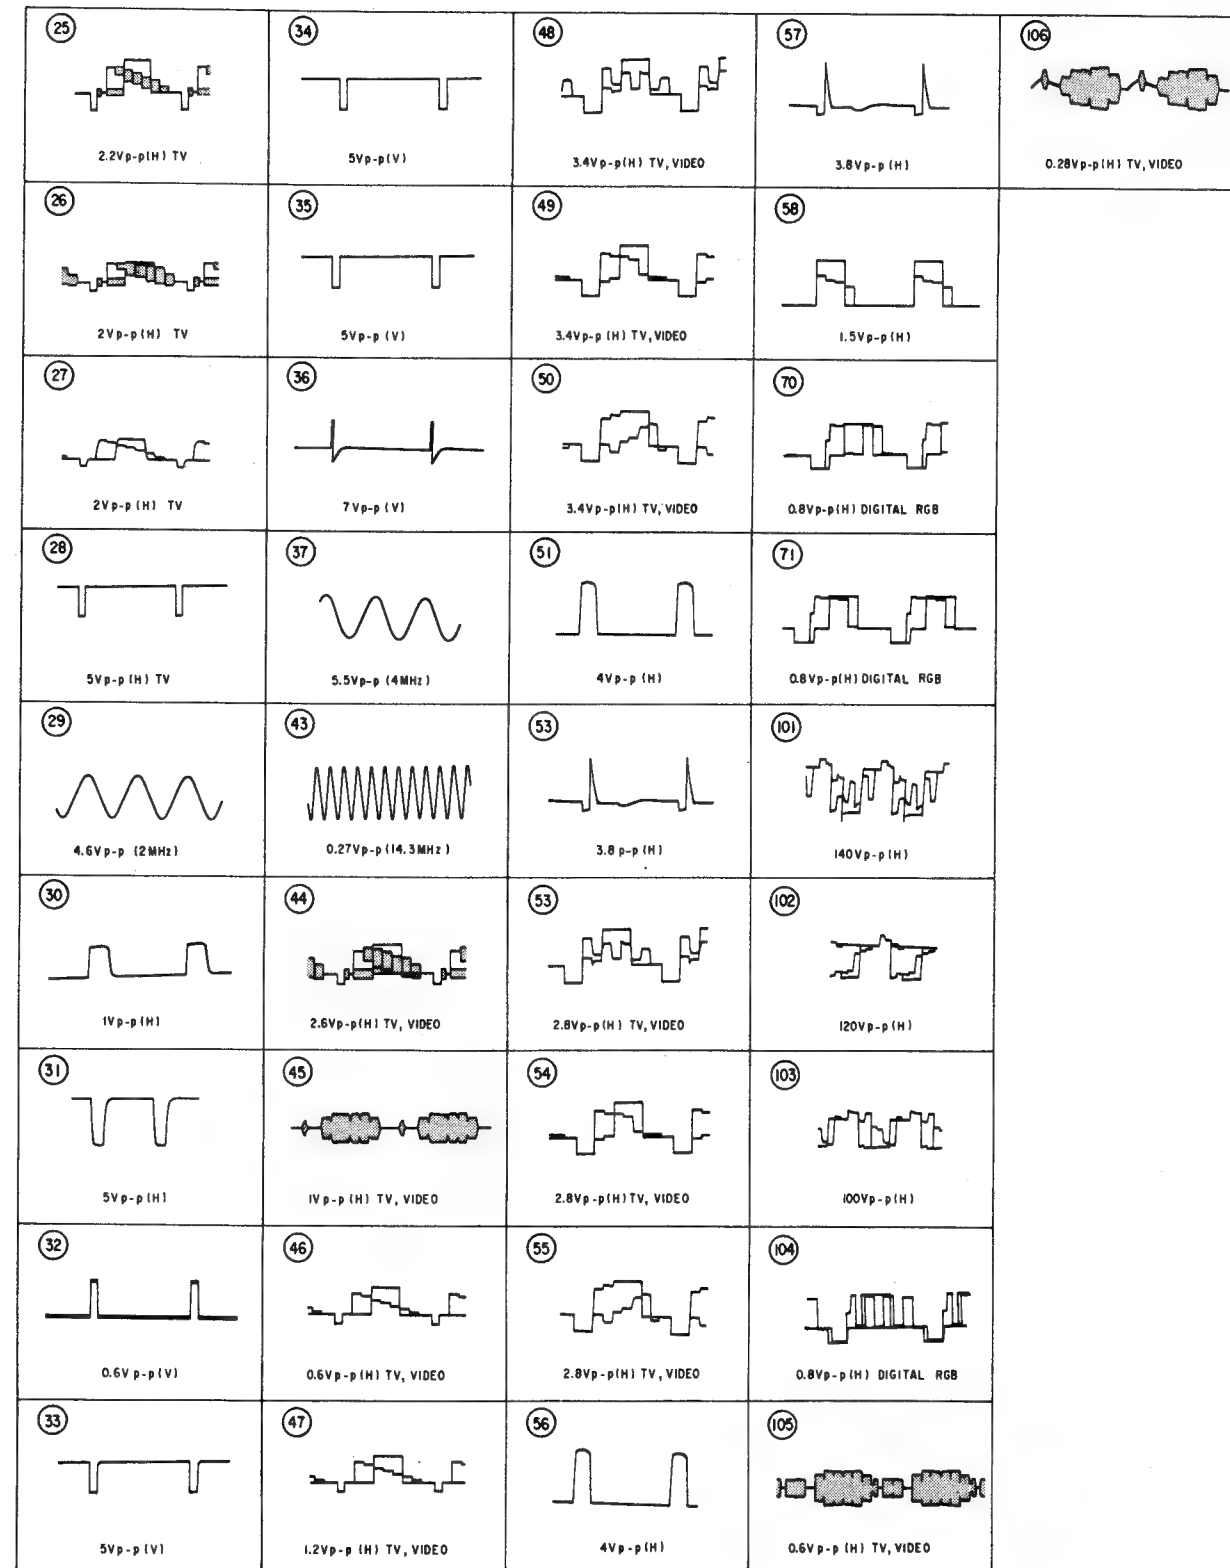 25
2.2Vp-p(H) TV
26
2Vp-p(H) TV
27
2Vp-p(H) TV
28
5Vp-p(H) TV
29
4.6Vp-p (2MHz)
30
1Vp-p(H)
31
5Vp-p(H)
32
0.6Vp-p(V)
33
5Vp-p(V)
34
5Vp-p(V)
35
5Vp-p (V)
36
7Vp-p (V)
37
5.5Vp-p (4MHz)
43
0.27Vp-p(14.3MHz)
44
2.6Vp-p(H) TV, VIDEO
45
1Vp-p(H) TV, VIDEO
46
0.6Vp-p(H) TV, VIDEO
47
1.2Vp-p (H) TV, VIDEO
48
3.4Vp-p(H) TV, VIDEO
49
3.4Vp-p (H) TV, VIDEO
50
3.4Vp-p(H) TV, VIDEO
51
4Vp-p (H)
53
3.8 p-p(H)
53
2.8Vp-p(H) TV, VIDEO
54
2.8Vp-p(H)TV, VIDEO
55
2.8Vp-p(H) TV, VIDEO
56
4Vp-p(H)
57
3.8Vp-p (H)
58
1.5Vp-p(H)
70
0.8Vp-p(H) DIGITAL RGB
71
0.8Vp-p(H) DIGITAL RGB
101
140Vp-p(H)
102
120Vp-p(H)
103
100Vp-p(H)
104
0.8Vp-p(H) DIGITAL RGB
105
0.6Vp-p (H) TV, VIDEO
106
0.28Vp-p(H) TV, VIDEO